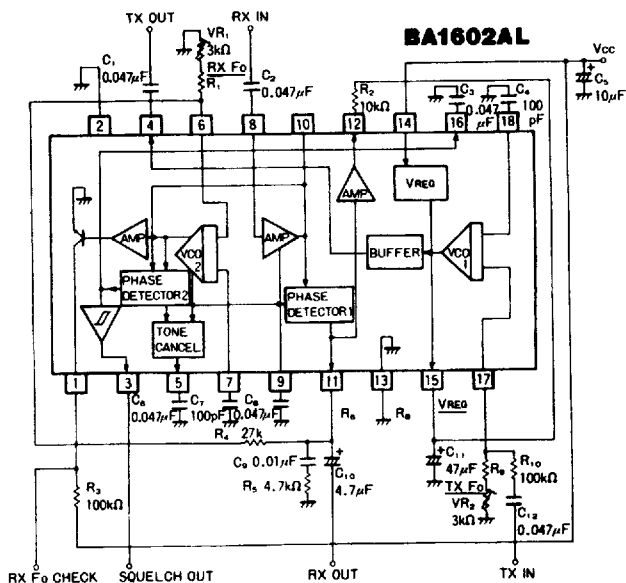 BA1602AL
TX OUT
RX IN
VR1
3kΩ
RX Fo
R1
C1
0.047μF
C2
0.047μF
R2
10kΩ
C3
0.047
μF
C4
100
pF
Vcc
C5
10μF
2
4
6
8
10
12
14
16
18
AMP
VCO
2
AMP
AMP
VREG
BUFFER
VCO
1
PHASE
DETECTOR2
PHASE
DETECTOR1
TONE
CANCEL
1
3
5
7
9
11
13
15
17
C6
0.047μF
C7
100pF
C8
0.047μF
R6
R8
VREG
R4 27k
C9 0.01μF
R5 4.7kΩ
C10
4.7μF
C11
47μF
TX Fo
VR2
3kΩ
R9
R10
100kΩ
C12
0.047μF
R3
100kΩ
RX Fo CHECK
SQUELCH OUT
RX OUT
TX IN